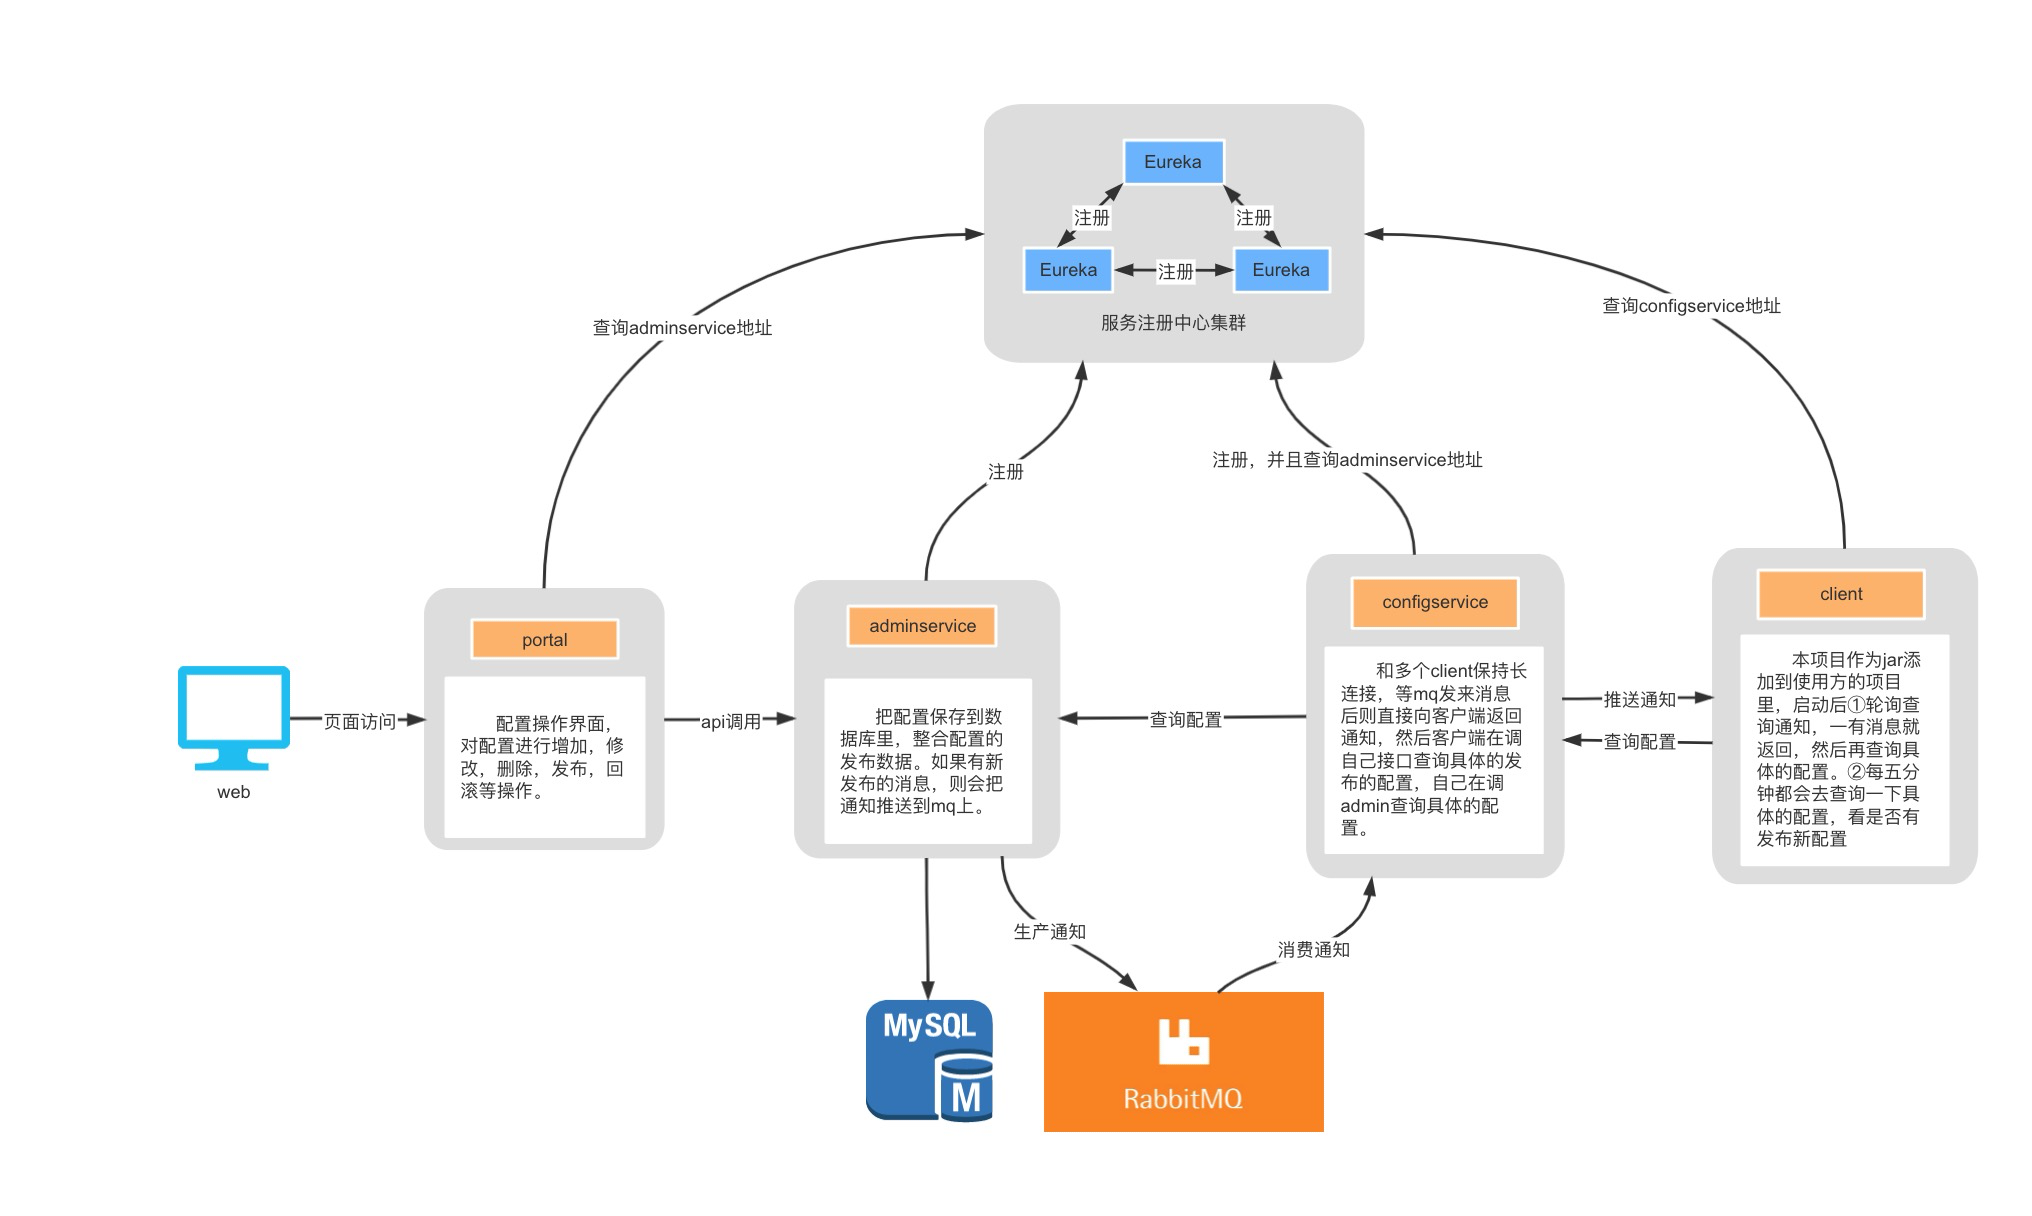 Eureka
注册
注册
Eureka
注册
Eureka
服务注册中心集群
查询adminservice地址
查询configservice地址
注册
注册，并且查询adminservice地址
web
页面访问
portal
配置操作界面，
对配置进行增加，修
改，删除，发布，回
滚等操作。
api调用
adminservice
把配置保存到数
据库里，整合配置的
发布数据。如果有新
发布的消息，则会把
通知推送到mq上。
查询配置
configservice
和多个client保持长
连接，等mq发来消息
后则直接向客户端返回
通知，然后客户端在调
自己接口查询具体的发
布的配置，自己在调
admin查询具体的配
置。
推送通知
查询配置
client
本项目作为jar添
加到使用方的项目
里，启动后①轮询查
询通知，一有消息就
返回，然后再查询具
体的配置。②每五分
钟都会去查询一下具
体的配置，看是否有
发布新配置
生产通知
消费通知
MySQL
M
RabbitMQ